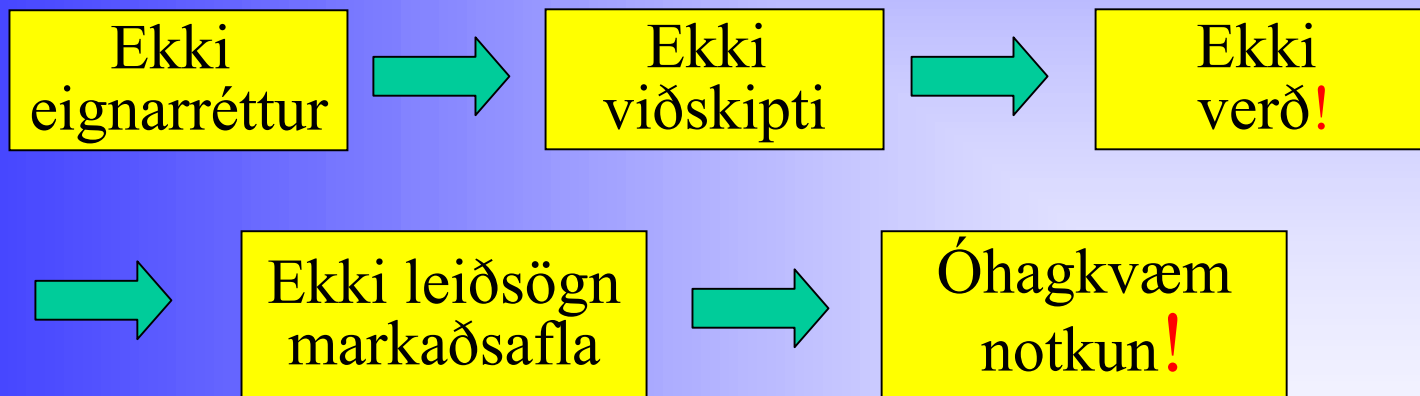 Ekki
eignarréttur
Ekki
viðskipti
Ekki
verð!
Ekki leiðsögn
markaðsafla
Óhagkvæm
notkun!